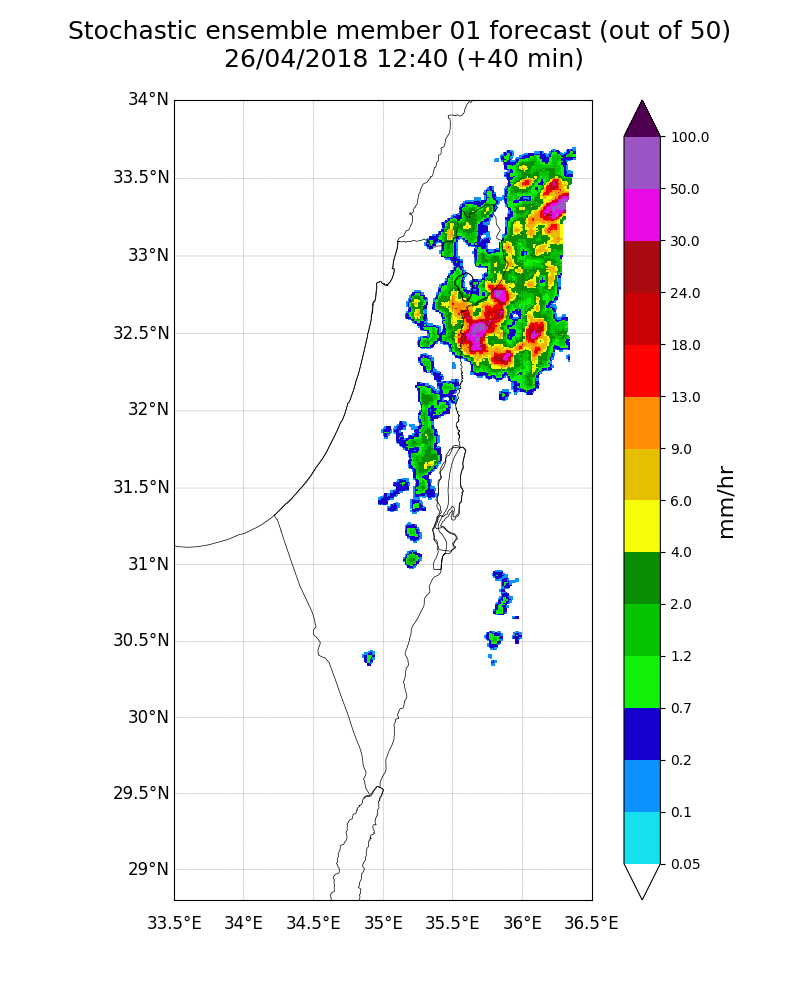 Stochastic ensemble member 01 forecast (out of 50)
26/04/2018 12:40 (+40 min)
34°N
33.5°N
33°N
32.5°N
32°N
31.5°N
31°N
30.5°N
30°N
29.5°N
29°N
33.5°E
34°E
34.5°E
35°E
35.5°E
36°E
36.5°E
100.0
50.0
30.0
24.0
18.0
13.0
9.0
6.0
4.0
2.0
1.2
0.7
0.2
0.1
0.05
mm/hr